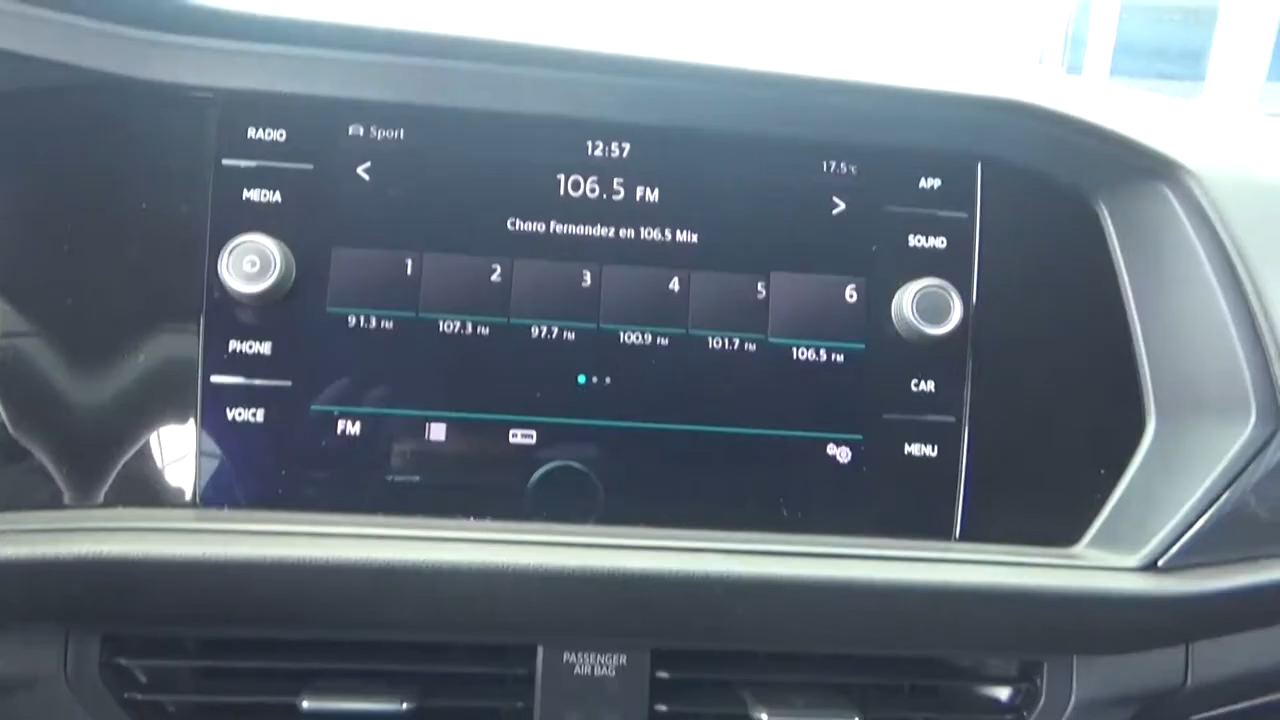 RADIO
MEDIA
PHONE
VOICE
Sport
12:57
17.5°c
<
106.5 FM
>
Charo Fernandez en 106.5 Mix
1
2
3
4
5
6
91.3 FM
107.3 FM
97.7 FM
100.9 FM
101.7 FM
106.5 FM
FM
APP
SOUND
CAR
MENU
PASSENGER
AIR BAG